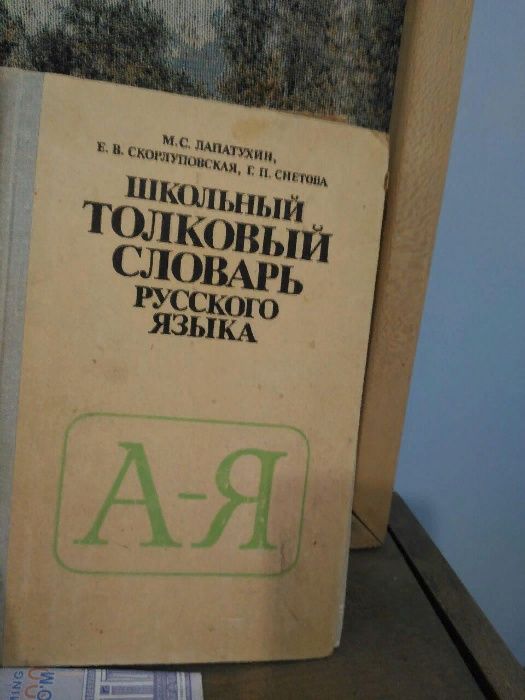 М. С. ЛАПАТУХИН,
Е. В. СКОРЛУПОВСКАЯ, Г. П. СНЕТОВА
ШКОЛЬНЫЙ
ТОЛКОВЫЙ
СЛОВАРЬ
РУССКОГО
ЯЗЫКА
А-Я